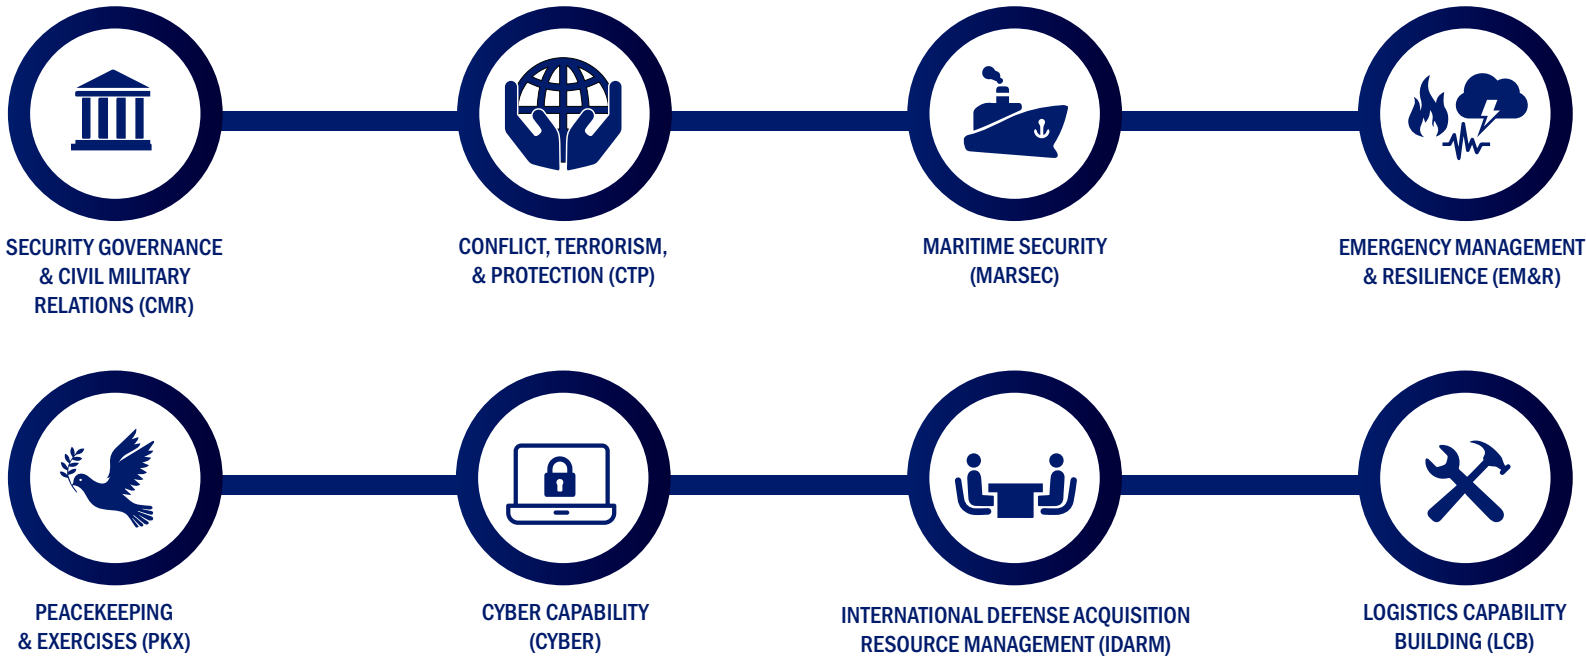 SECURITY GOVERNANCE
& CIVIL MILITARY
RELATIONS (CMR)
CONFLICT, TERRORISM,
& PROTECTION (CTP)
MARITIME SECURITY
(MARSEC)
EMERGENCY MANAGEMENT
& RESILIENCE (EM&R)
PEACEKEEPING
& EXERCISES (PKX)
CYBER CAPABILITY
(CYBER)
INTERNATIONAL DEFENSE ACQUISITION
RESOURCE MANAGEMENT (IDARM)
LOGISTICS CAPABILITY
BUILDING (LCB)